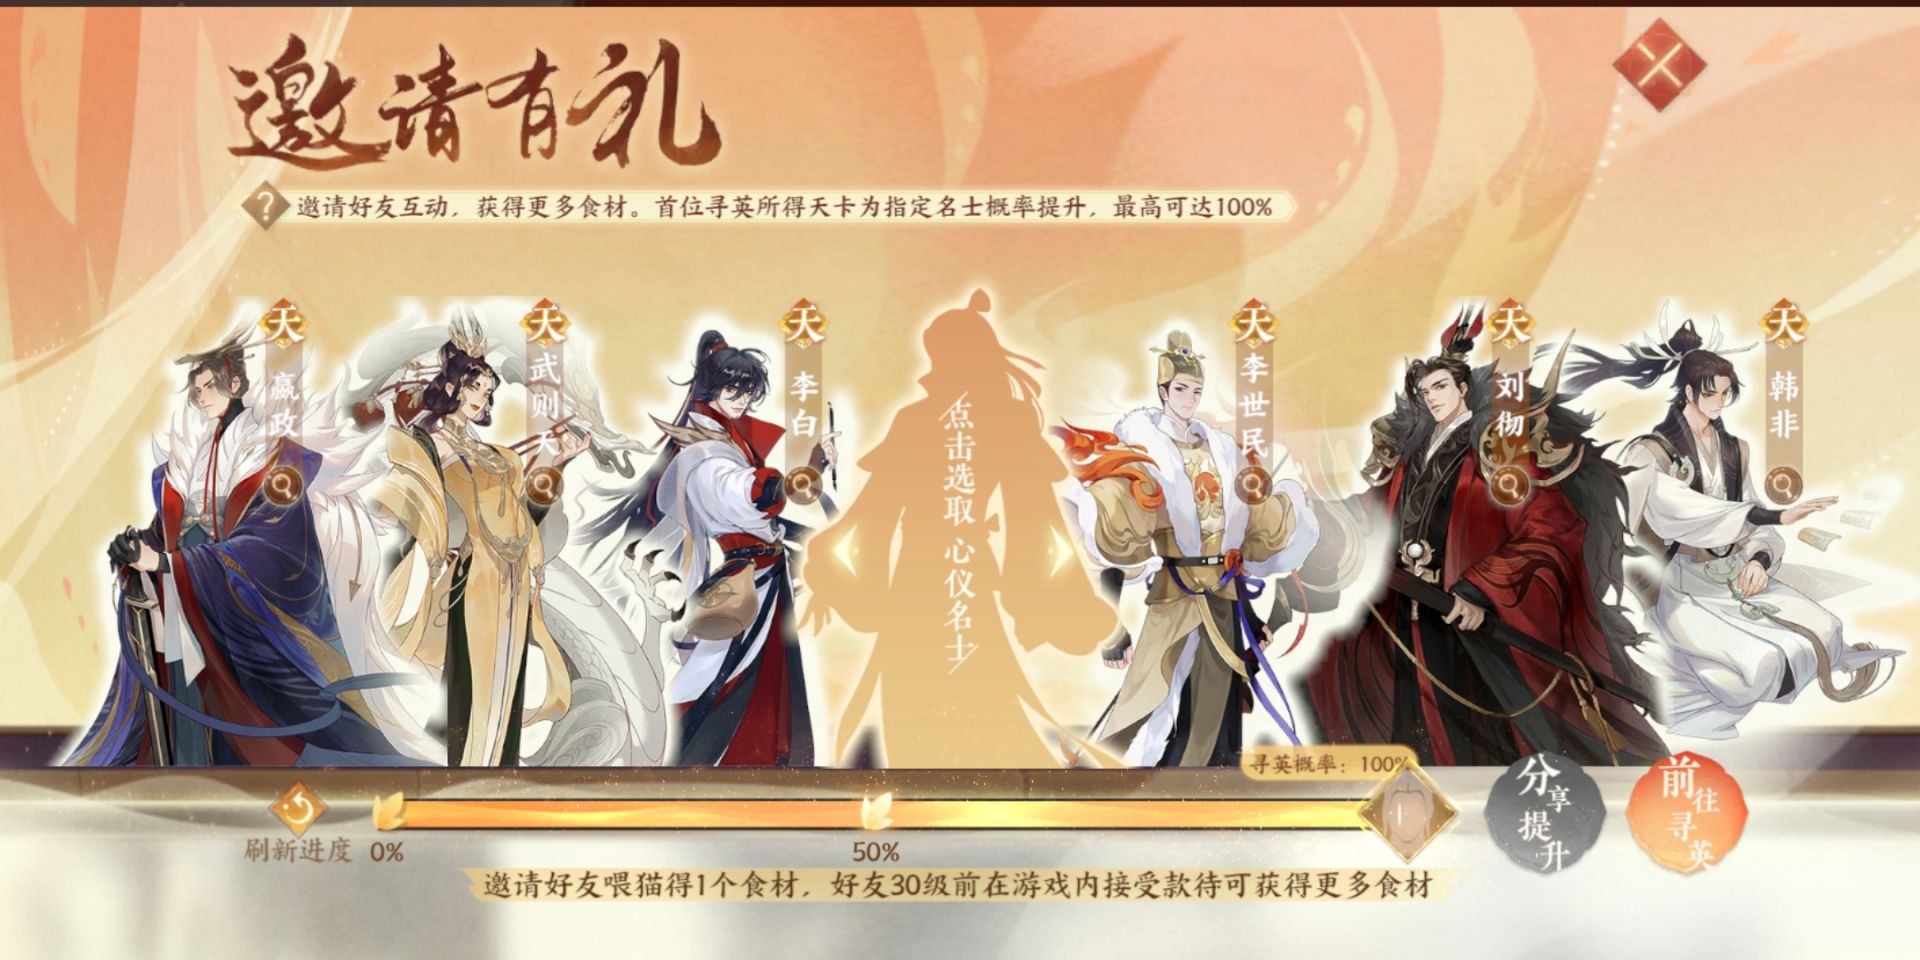 邀请有礼
? 邀请好友互动，获得更多食材。首位寻英所得天卡为指定名士概率提升，最高可达100%
天
嬴政
天
武则天
天
李白
点击选取 心仪名士
天
李世民
天
刘彻
天
韩非
寻英概率：100%
刷新进度
0%
50%
分享提升
前往寻英
邀请好友喂猫得1个食材，好友30级前在游戏内接受款待可获得更多食材